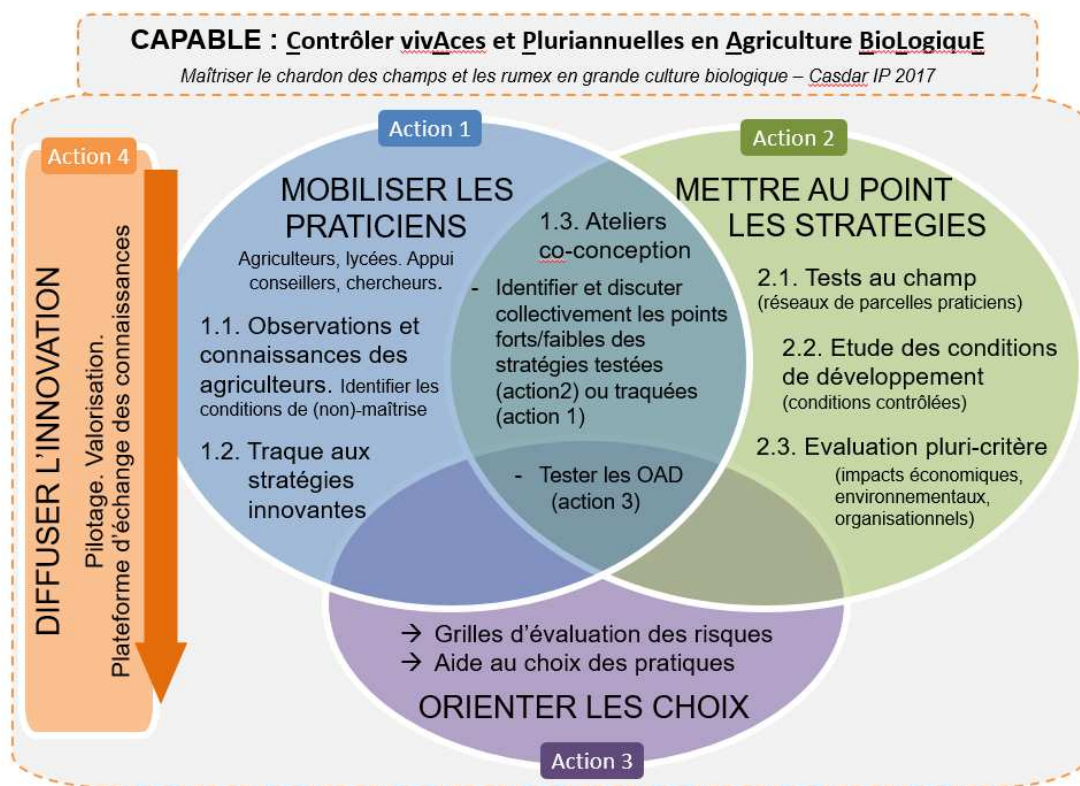 CAPABLE : Contrôler vivAces et Pluriannuelles en Agriculture BioLogiquE
Maîtriser le chardon des champs et les rumex en grande culture biologique – Casdar IP 2017
Action 4
DIFFUSER L'INNOVATION
Pilotage. Valorisation.
Plateforme d'échange des connaissances
Action 1
MOBILISER LES
PRATICIENS
Agriculteurs, lycées. Appui
conseillers, chercheurs.
1.1. Observations et
connaissances des
agriculteurs. Identifier les
conditions de (non)-maîtrise
1.2. Traque aux
stratégies
innovantes
1.3. Ateliers
co-conception
- Identifier et discuter
collectivement les points
forts/faibles des
stratégies testées
(action2) ou traquées
(action 1)
- Tester les OAD
(action 3)
Action 2
METTRE AU POINT
LES STRATEGIES
2.1. Tests au champ
(réseaux de parcelles praticiens)
2.2. Etude des conditions
de développement
(conditions contrôlées)
2.3. Evaluation pluri-critère
(impacts économiques,
environnementaux,
organisationnels)
→ Grilles d'évaluation des risques
→ Aide au choix des pratiques
ORIENTER LES CHOIX
Action 3